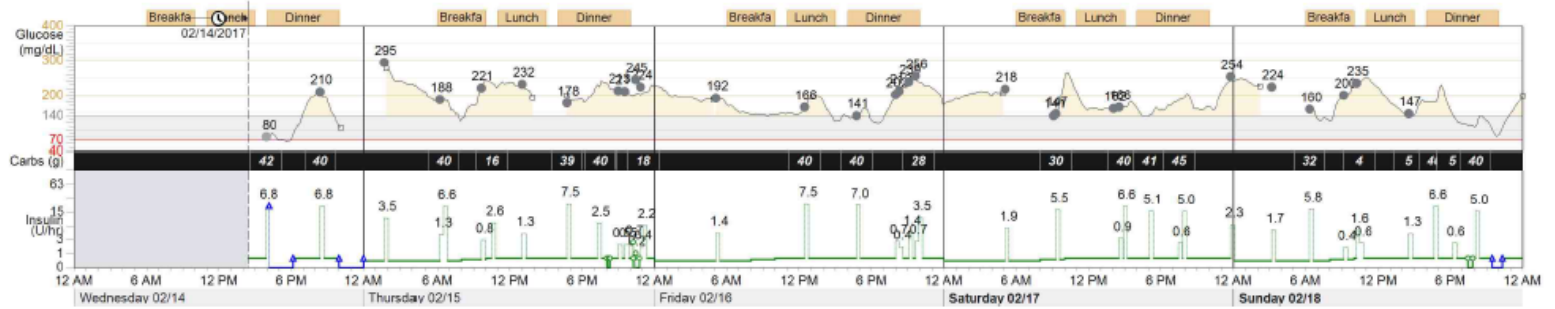 Breakfa Lunch Dinner Breakfa Lunch Dinner Breakfa Lunch Dinner Breakfa Lunch Dinner Breakfa Lunch Dinner
02/14/2017
Glucose
(mg/dL)
400
300
200
140
70
40
80 210 295 188 221 232 178 245 224 192 166 141 256 218 147 166 254 224 160 200 235 147
Carbs (g) 42 40 40 16 39 40 18 40 40 28 30 40 41 45 32 4 5 5 40
Insulin
(U/hr)
63
15
3
1
0
6.8 6.8 3.5 1.3 6.6 0.8 2.6 1.3 7.5 2.5 2.2 1.4 7.5 7.0 0.7 0.4 1.4 0.7 3.5 1.9 5.5 0.9 6.6 5.1 0.6 5.0 2.3 1.7 5.8 0.4 1.6 0.6 1.3 6.6 0.6 5.0
12 AM 6 AM 12 PM 6 PM 12 AM 6 AM 12 PM 6 PM 12 AM 6 AM 12 PM 6 PM 12 AM 6 AM 12 PM 6 PM 12 AM 6 AM 12 PM 6 PM 12 AM
Wednesday 02/14 Thursday 02/15 Friday 02/16 Saturday 02/17 Sunday 02/18